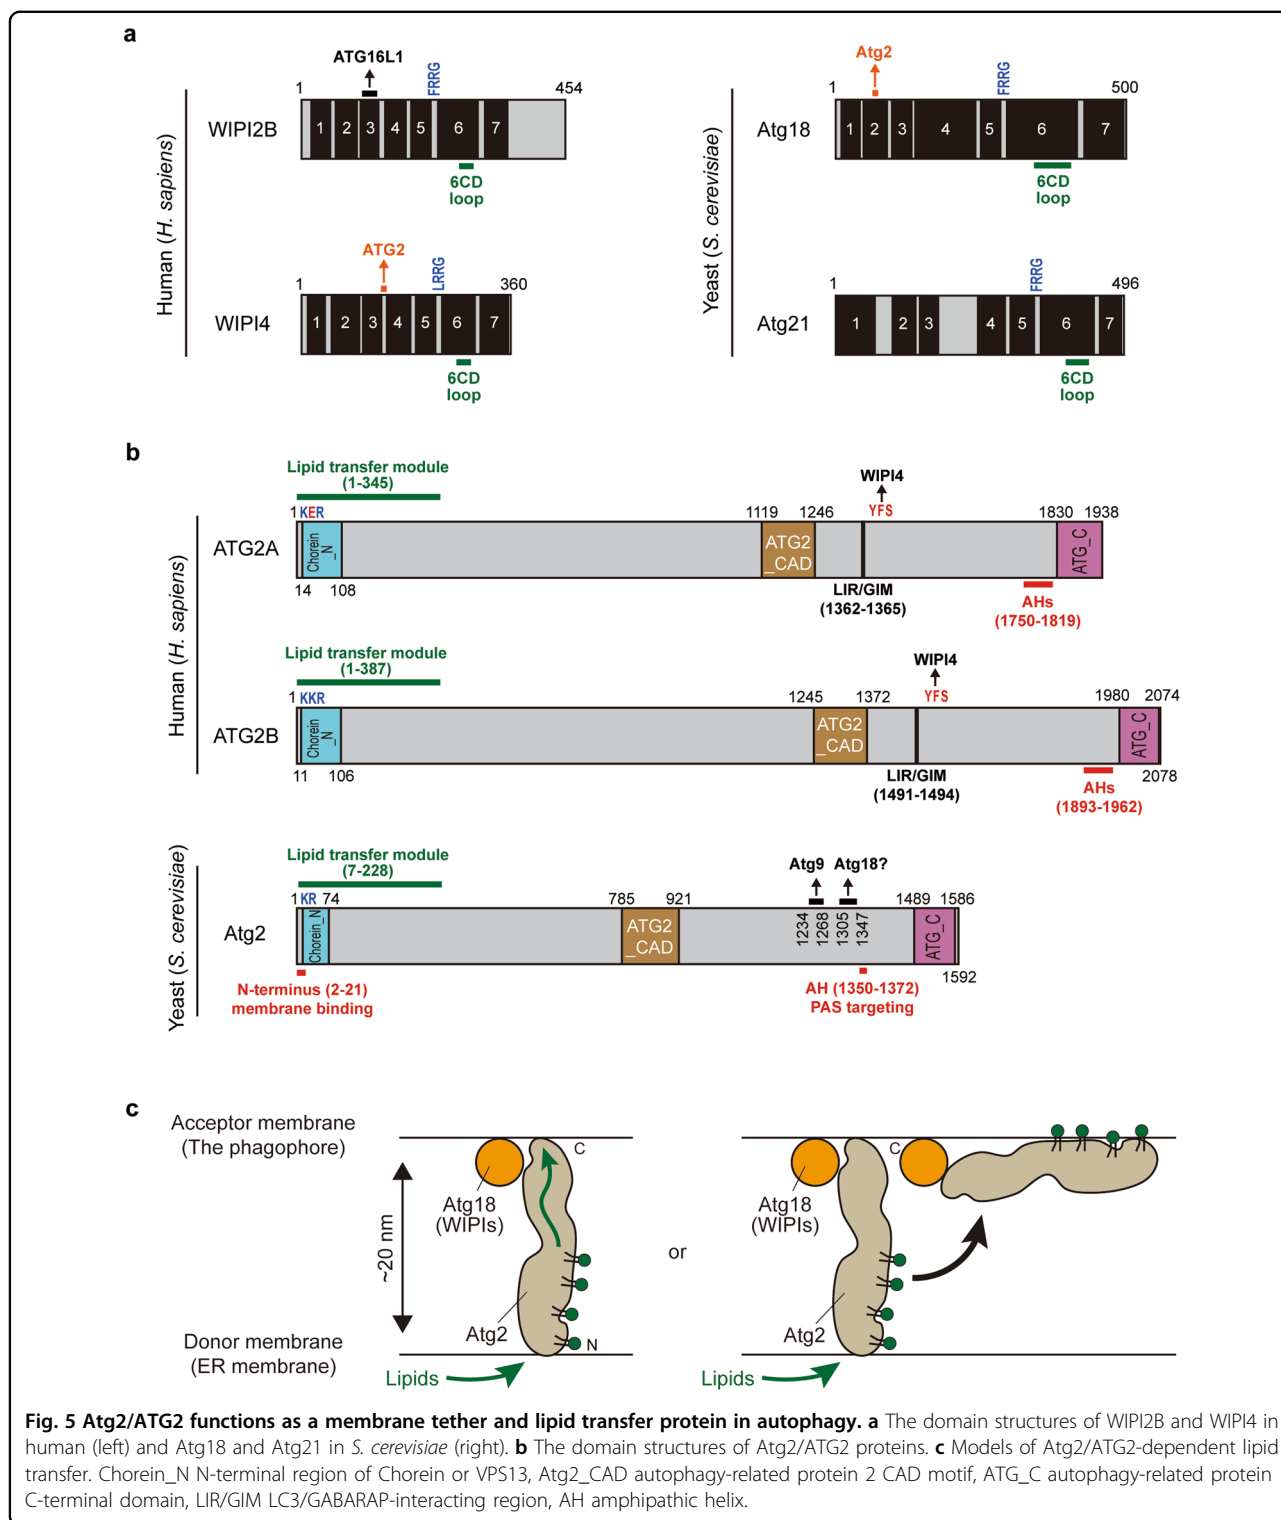 a
Human (H. sapiens)
WIPI2B
1
ATG16L1
FRRG
454
1 2 3 4 5 6 7
6CD
loop
WIPI4
1
ATG2
LRRG
360
1 2 3 4 5 6 7
6CD
loop
Yeast (S. cerevisiae)
Atg18
1
Atg2
FRRG
500
1 2 3 4 5 6 7
6CD
loop
Atg21
1
FRRG
496
1 2 3 4 5 6 7
6CD
loop
b
Human (H. sapiens)
Lipid transfer module
(1-345)
WIPI4
1 KER
1119 1246
YFS
1830 1938
ATG2A
Chorein
_N
ATG2
_CAD
ATG_C
14 108
LIR/GIM
(1362-1365)
AHs
(1750-1819)
Lipid transfer module
(1-387)
WIPI4
1 KKR
1245 1372
YFS
1980 2074
ATG2B
Chorein
_N
ATG2
_CAD
ATG_C
11 106
LIR/GIM
(1491-1494)
2078
AHs
(1893-1962)
Yeast (S. cerevisiae)
Lipid transfer module
(7-228)
Atg9 Atg18?
1 KR 74
785 921
1489 1586
Atg2
Chorein_N
ATG2
_CAD
1234
1268
1305
1347
ATG_C
1592
N-terminus (2-21)
membrane binding
AH (1350-1372)
PAS targeting
c
Acceptor membrane
(The phagophore)
~20 nm
Donor membrane
(ER membrane)
C
Atg18
(WIPIs)
Atg2
N
Lipids
or
C
Atg18
(WIPIs)
Atg2
Lipids
Fig. 5 Atg2/ATG2 functions as a membrane tether and lipid transfer protein in autophagy. a The domain structures of WIPI2B and WIPI4 in
human (left) and Atg18 and Atg21 in S. cerevisiae (right). b The domain structures of Atg2/ATG2 proteins. c Models of Atg2/ATG2-dependent lipid
transfer. Chorein_N N-terminal region of Chorein or VPS13, Atg2_CAD autophagy-related protein 2 CAD motif, ATG_C autophagy-related protein
C-terminal domain, LIR/GIM LC3/GABARAP-interacting region, AH amphipathic helix.